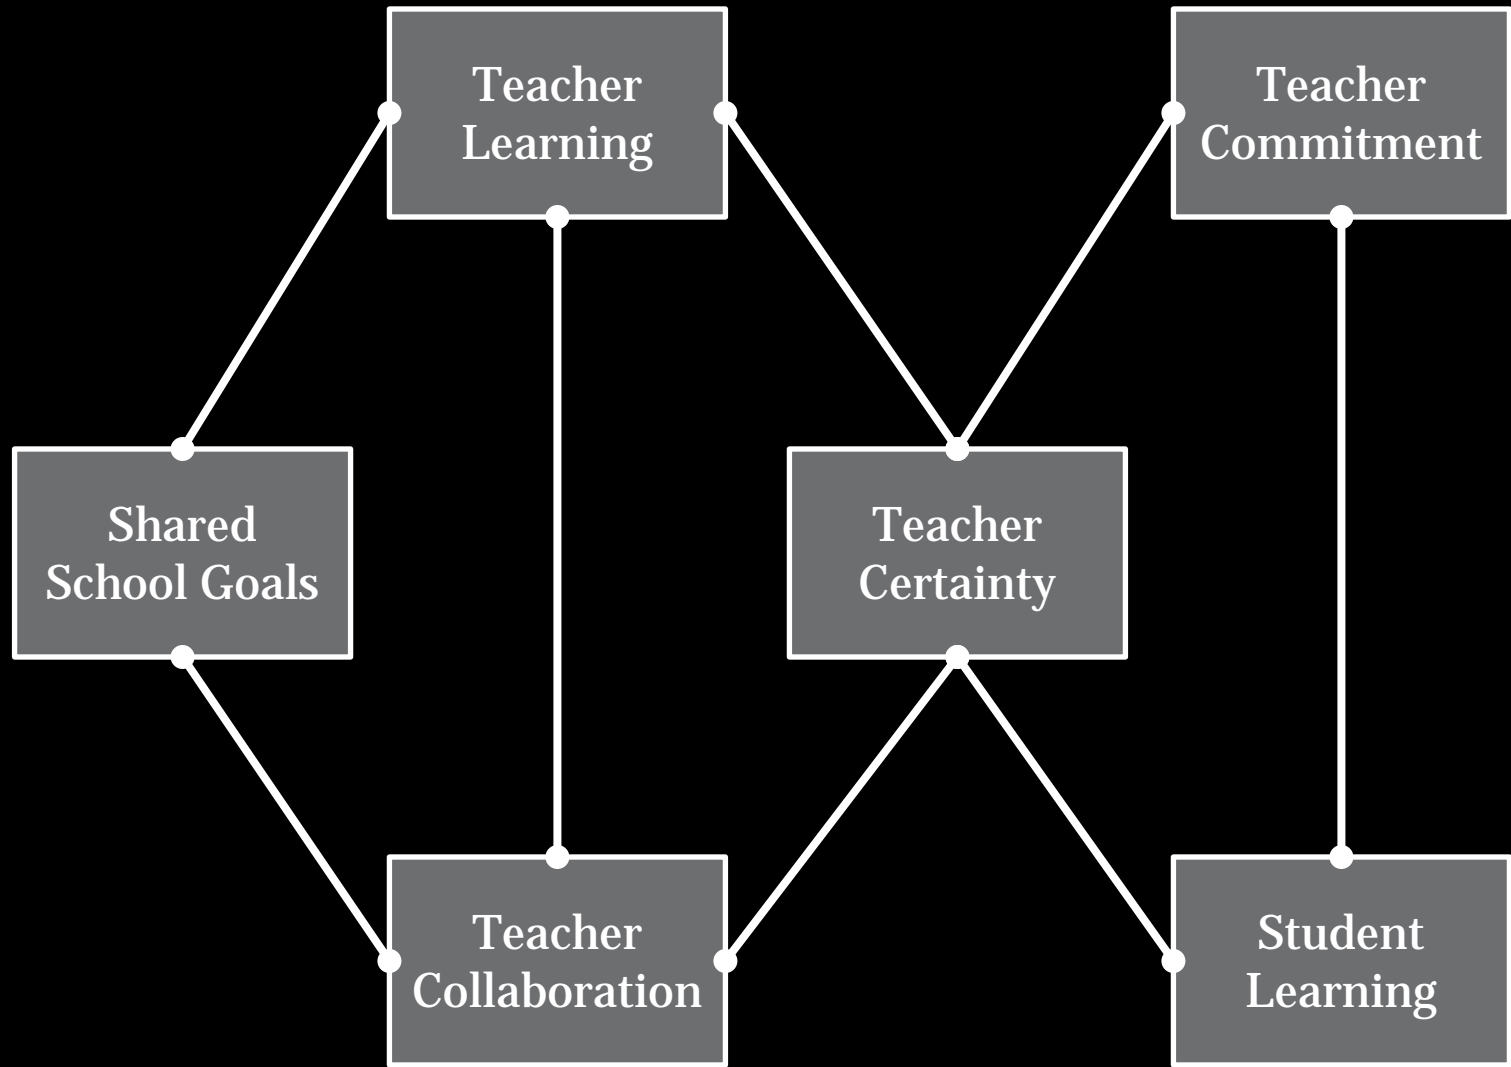 Teacher
Learning
Teacher
Commitment
Shared
School Goals
Teacher
Certainty
Teacher
Collaboration
Student
Learning